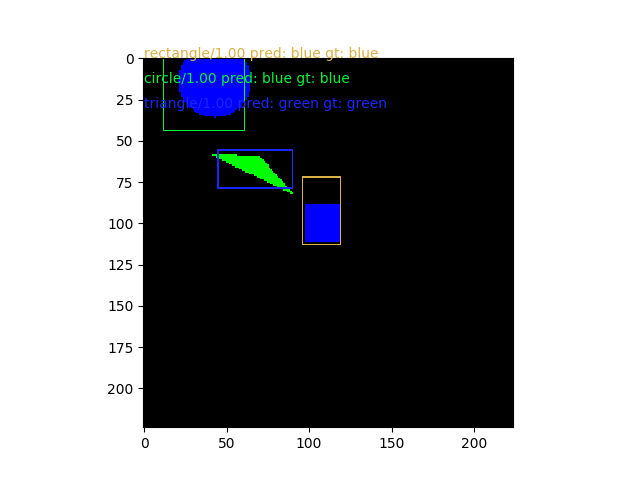 rectangle/1.00 pred: blue gt: blue
0
circle/1.00 pred: blue gt: blue
25
triangle/1.00 pred: green gt: green
50
75
100
125
150
175
200
0 50 100 150 200